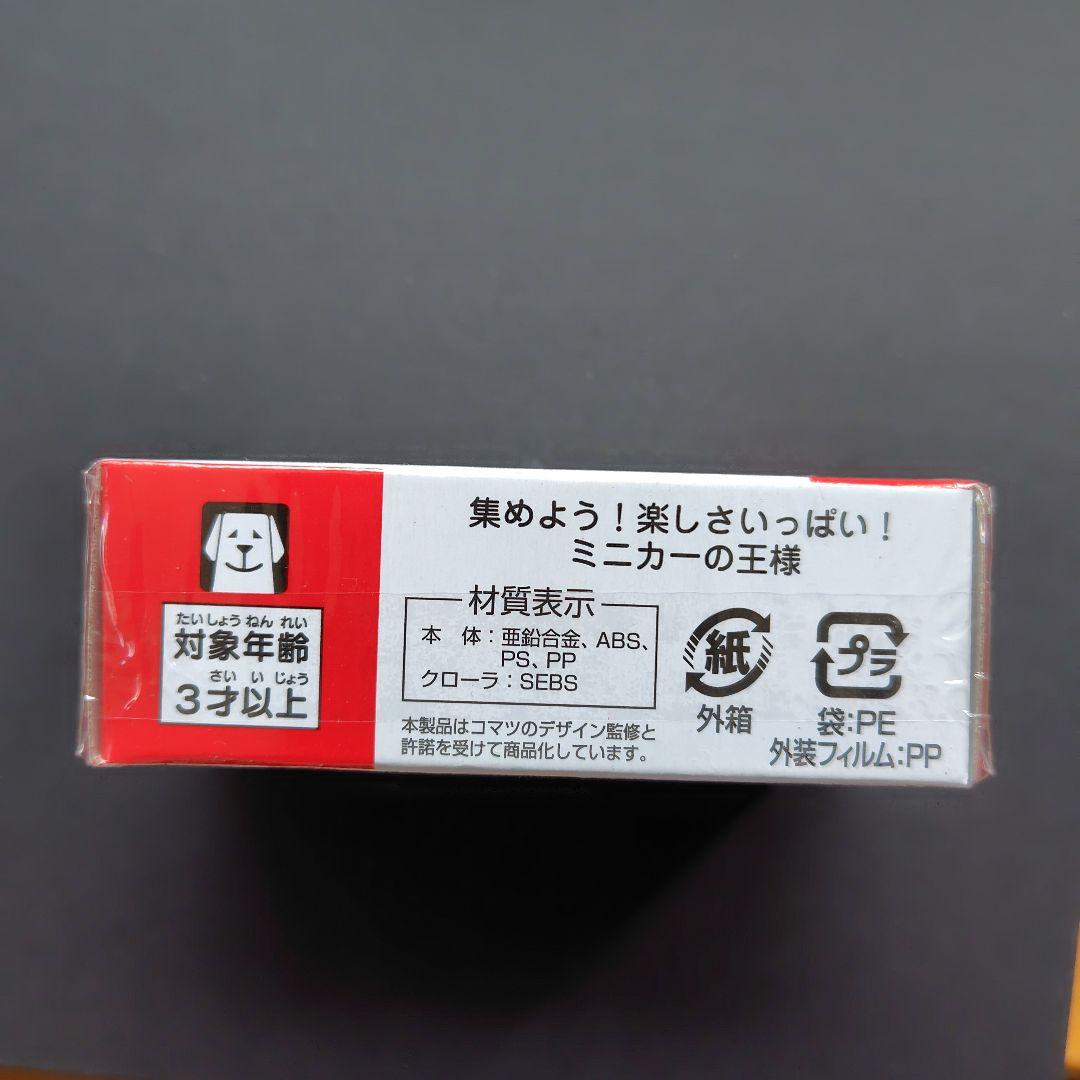 たいしょうねんれい
対象年齢
さいいじょう
3才以上
集めよう！楽しさいっぱい！
ミニカーの王様
材質表示
本 体：亜鉛合金、ABS、
PS、PP
クローラ：SEBS
本製品はコマツのデザイン監修と
許諾を受けて商品化しています。
紙
外箱
プラ
袋：PE
外装フィルム：PP